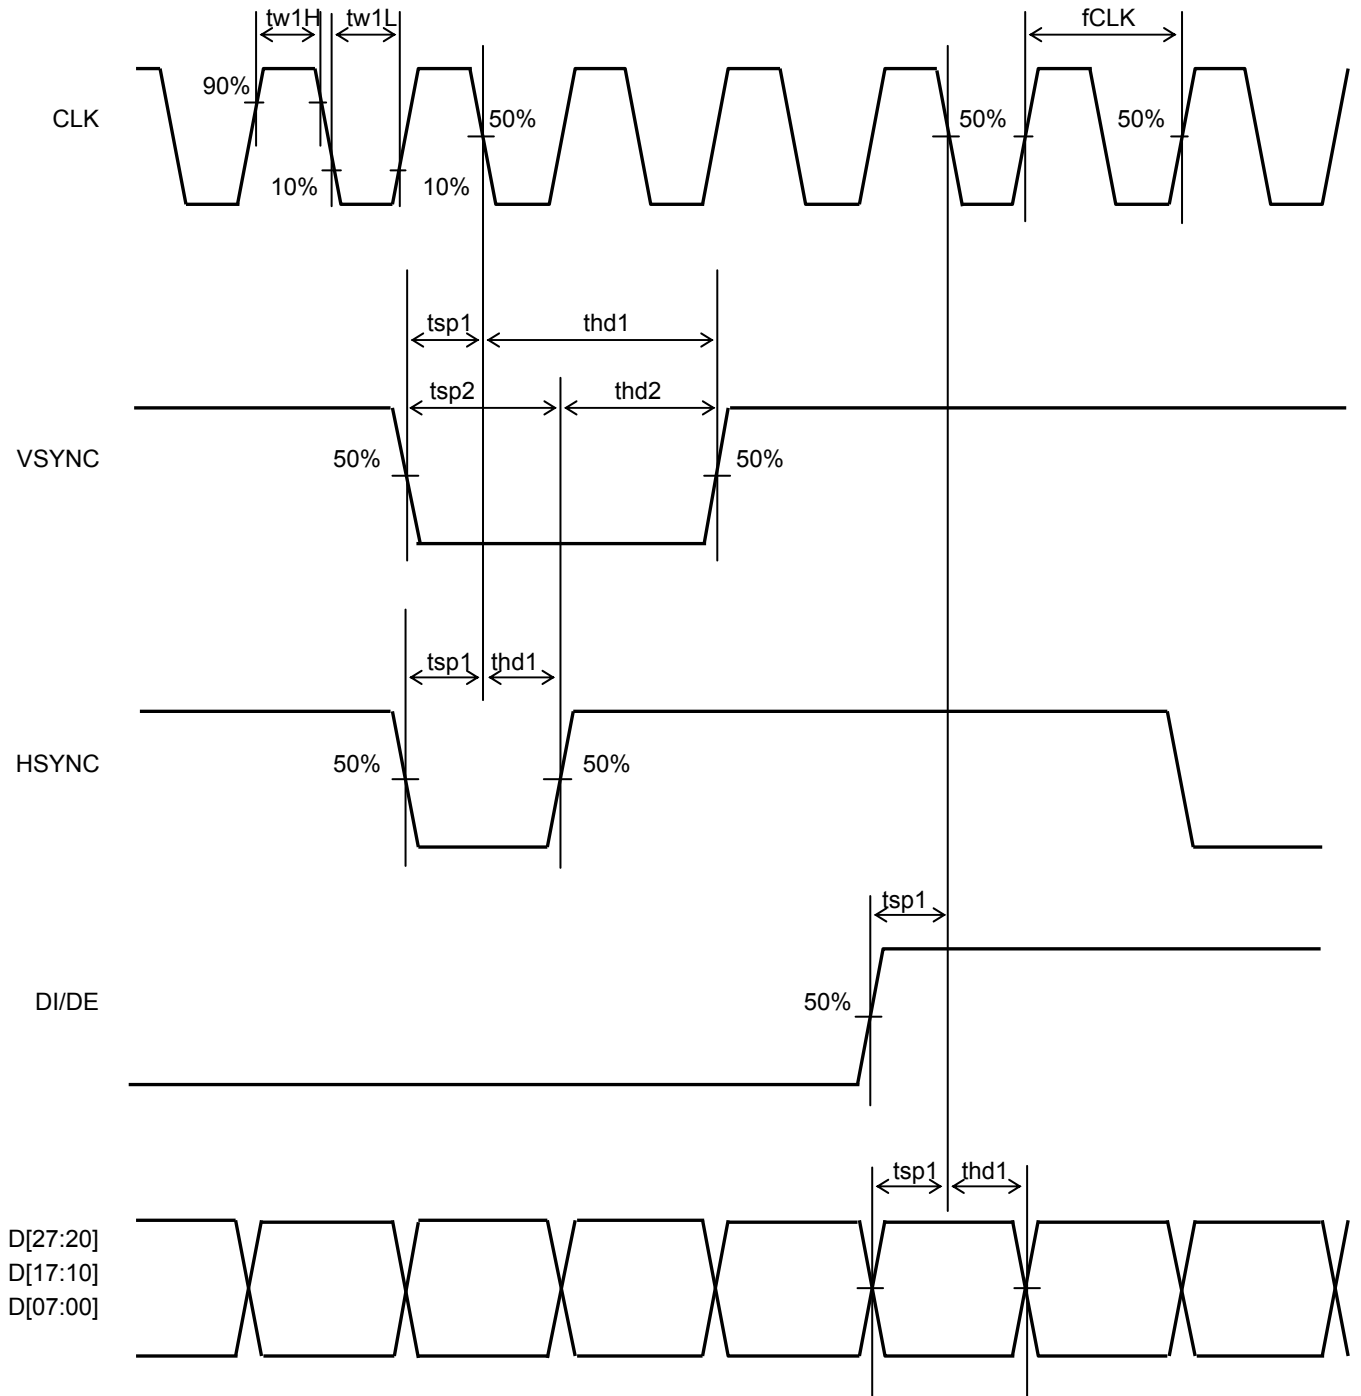 tw1H tw1L fCLK
90%
CLK 50% 50% 50%
10% 10%
tsp1 thd1
tsp2 thd2
VSYNC 50% 50%
tsp1 thd1
HSYNC 50% 50%
tsp1
DI/DE 50%
tsp1 thd1
D[27:20]
D[17:10]
D[07:00]